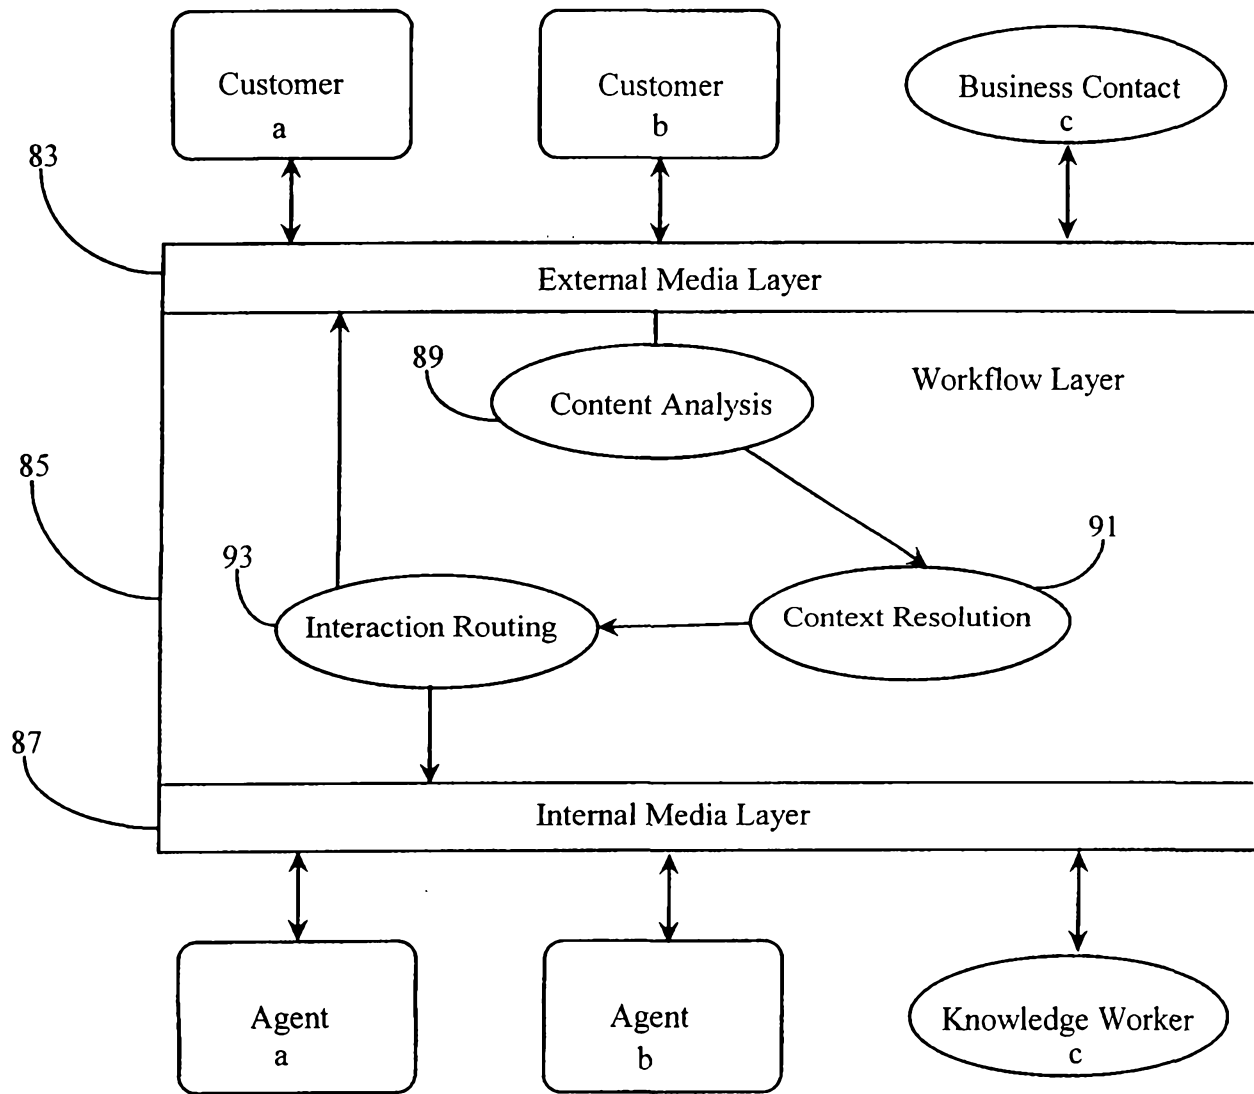 Customer
a
Customer
b
Business Contact
c
83
External Media Layer
89
Content Analysis
Workflow Layer
85
93
Interaction Routing
91
Context Resolution
87
Internal Media Layer
Agent
a
Agent
b
Knowledge Worker
c